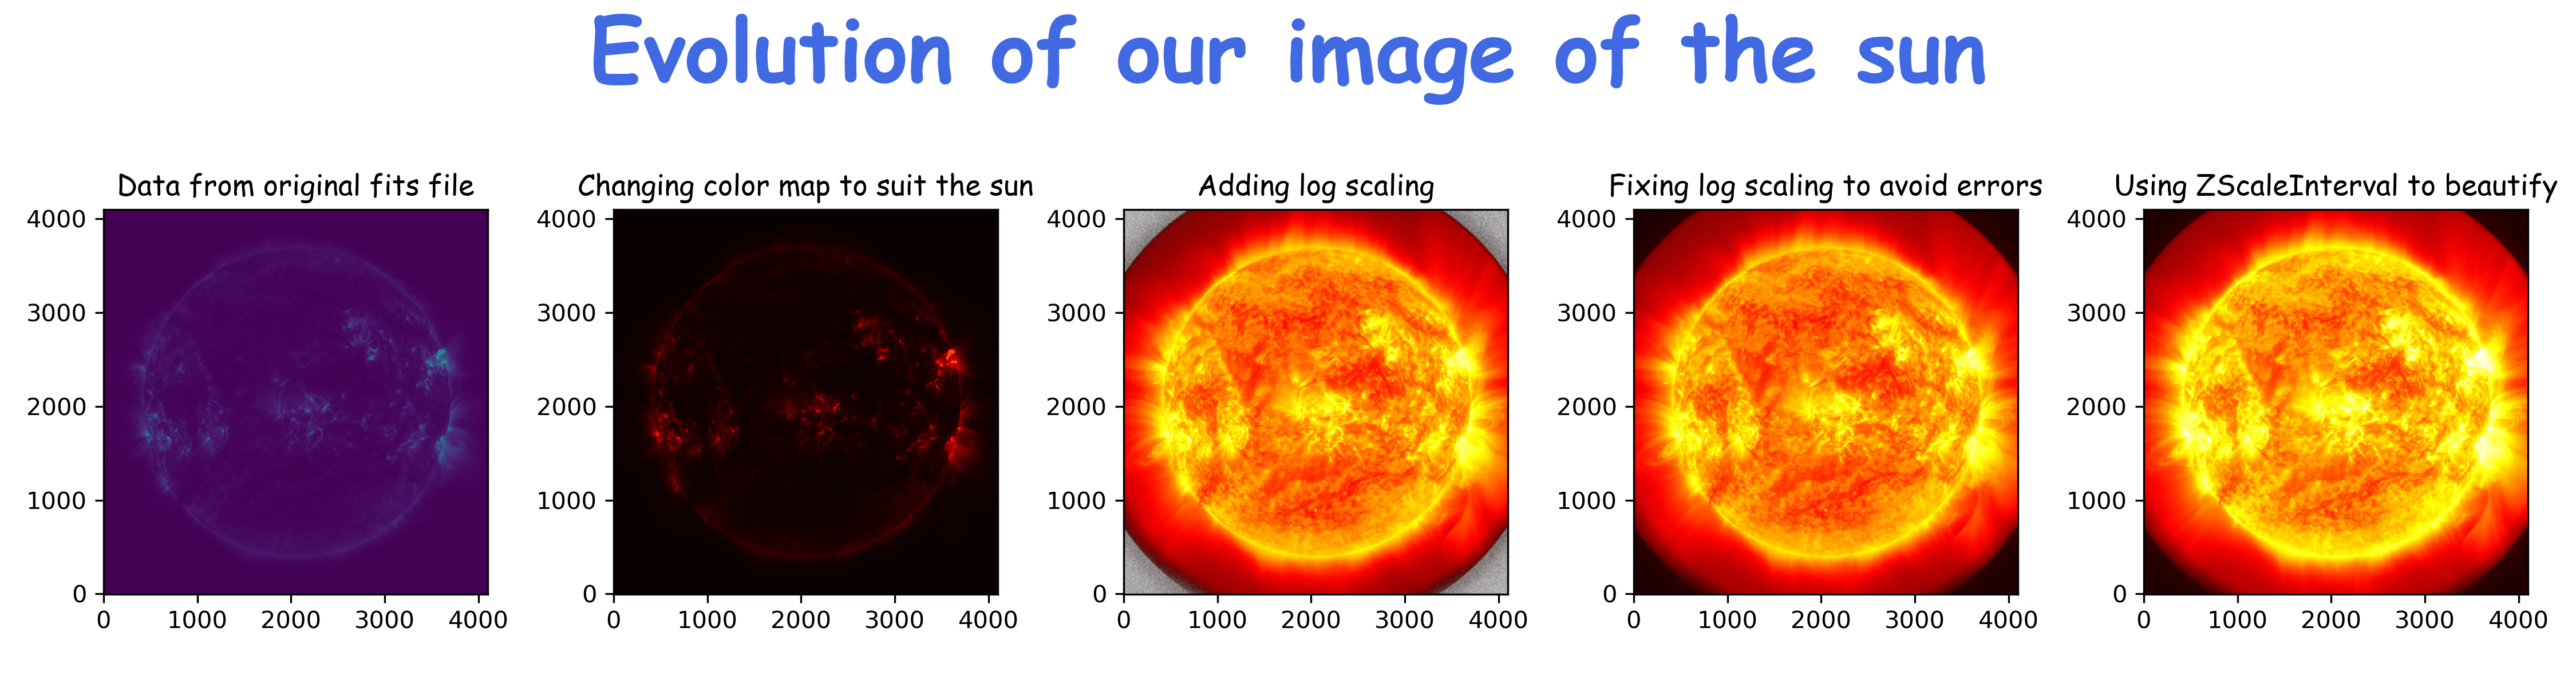 Evolution of our image of the sun
Data from original fits file
Changing color map to suit the sun
Adding log scaling
Fixing log scaling to avoid errors
Using ZScaleInterval to beautify
4000
3000
2000
1000
0
0 1000 2000 3000 4000
4000
3000
2000
1000
0
0 1000 2000 3000 4000
4000
3000
2000
1000
0
0 1000 2000 3000 4000
4000
3000
2000
1000
0
0 1000 2000 3000 4000
4000
3000
2000
1000
0
0 1000 2000 3000 4000